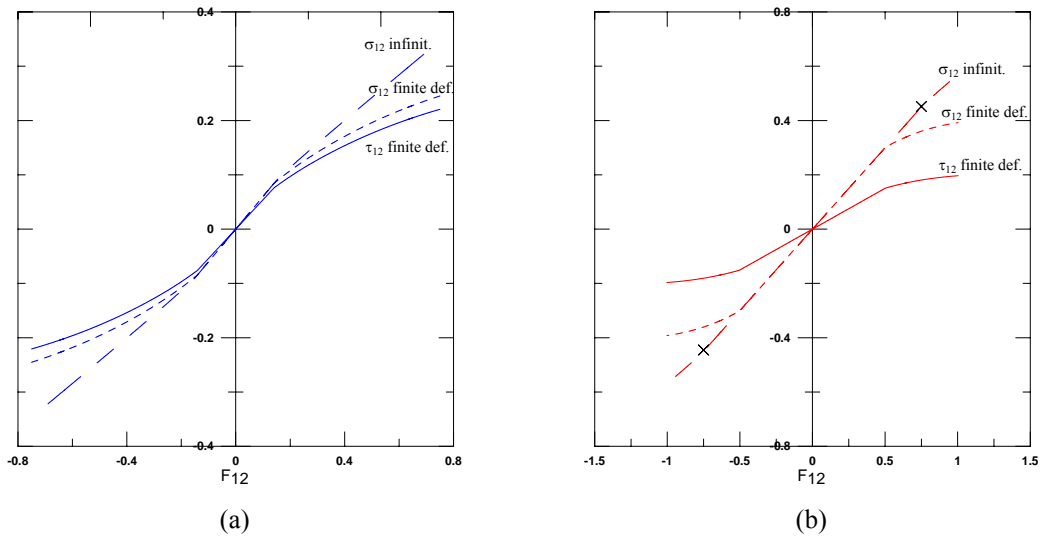 0.4
σ12 infinit.
σ12 finite def.
0.2
τ12 finite def.
0
-0.2
-0.4
-0.8 -0.4 0 0.4 0.8
F12
(a)
0.8
σ12 infinit.
0.4
σ12 finite def.
τ12 finite def.
0
-0.4
-0.8
-1.5 -1 -0.5 0 0.5 1 1.5
F12
(b)